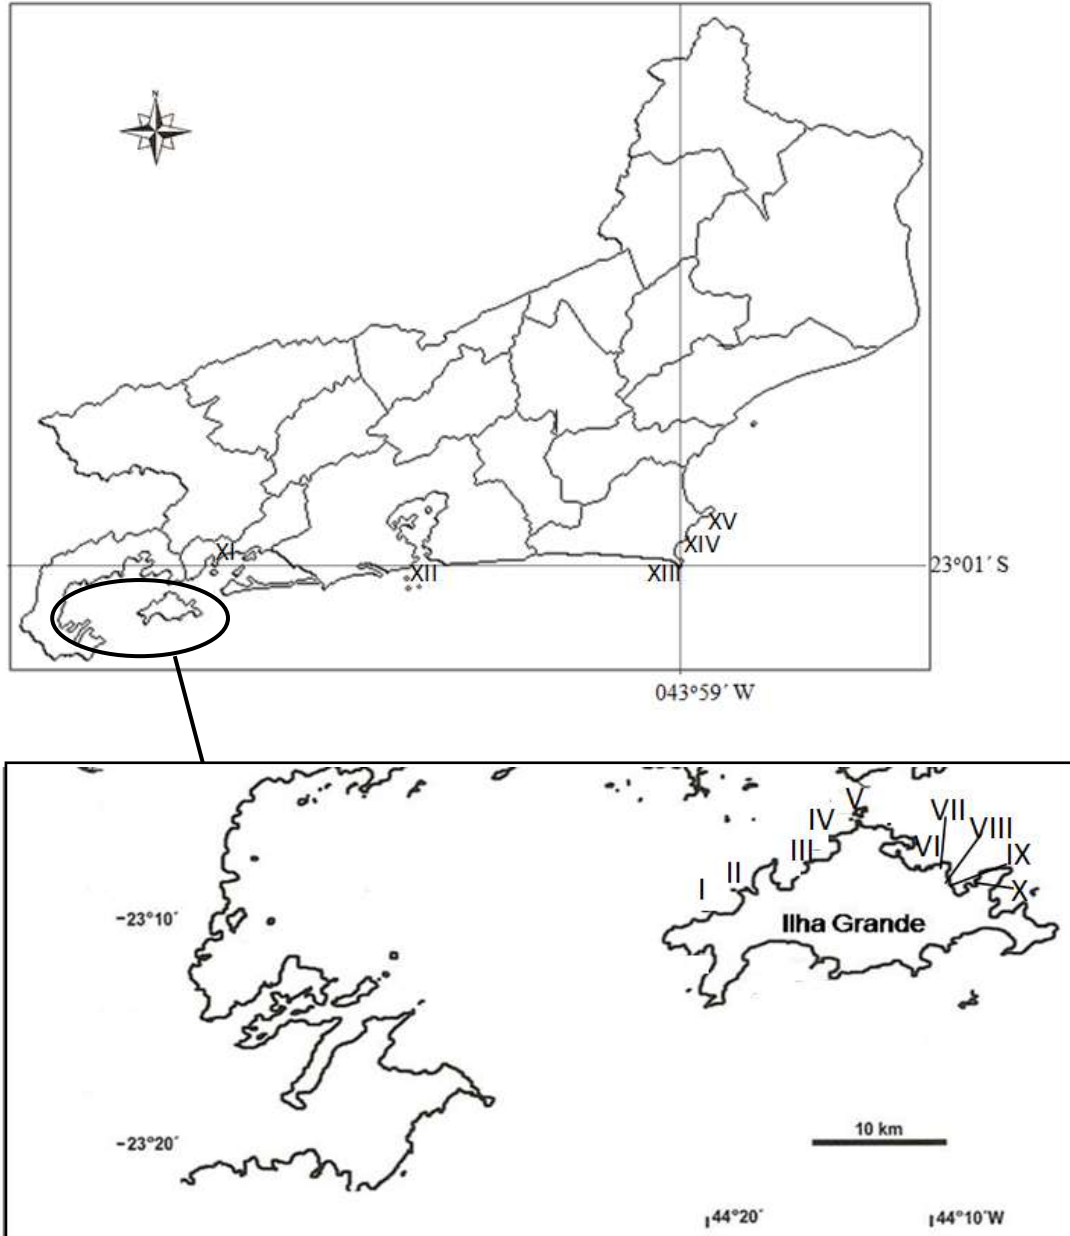 N
XI
XII
XIII
XIV
XV
23°01´ S
043°59´ W
V
IV
III
II
I
VI
VII
VIII
IX
X
−23°10´
Ilha Grande
−23°20´
10 km
44°20´
44°10´W